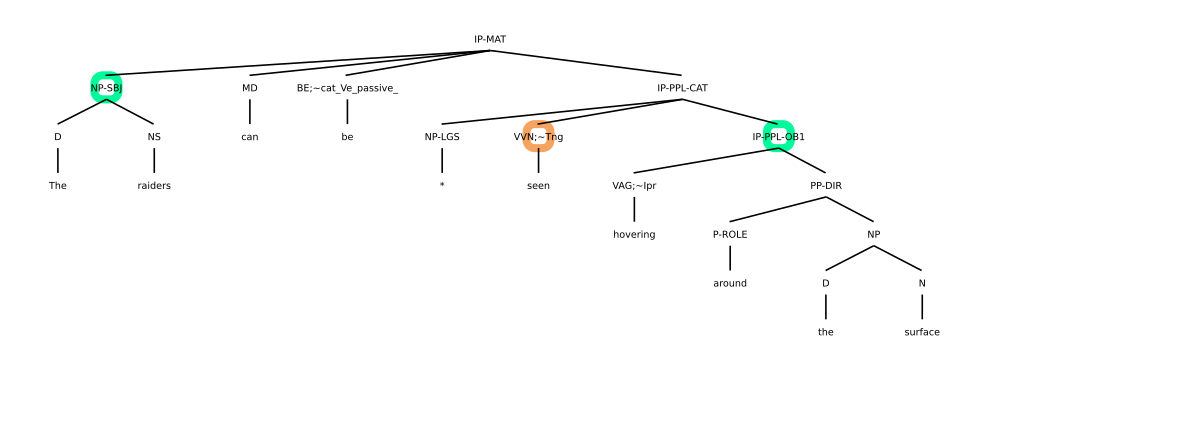 IP-MAT
NP-SBJ MD BE;~cat_Ve_passive_ IP-PPL-CAT
D NS can be NP-LGS VVN;~Tng IP-PPL-OB1
The raiders * seen VAG;~Ipr PP-DIR
hovering P-ROLE NP
around D N
the surface